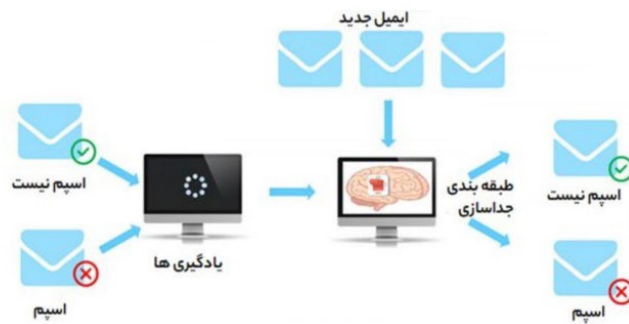 ایمیل جدید
اسپم نیست
اسپم
یادگیری ها
طبقه بندی
جداسازی
اسپم نیست
اسپم